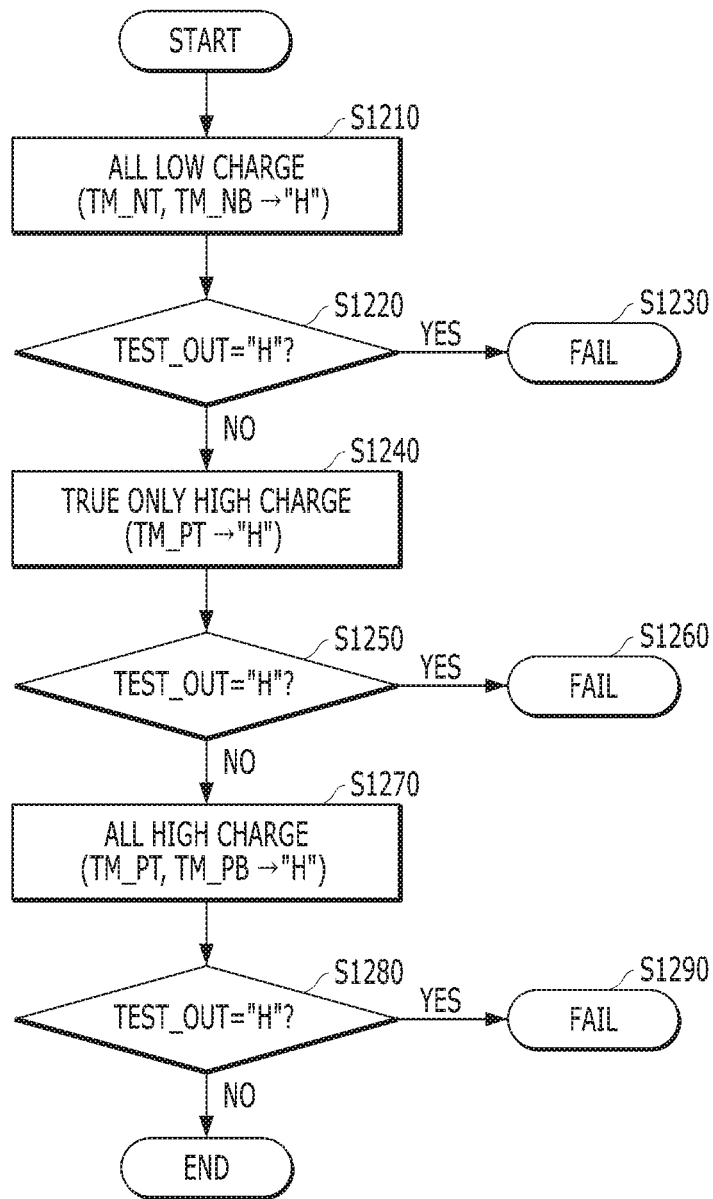 START
S1210
ALL LOW CHARGE
(TM_NT, TM_NB →"H")
S1220
TEST_OUT="H"?
YES
S1230
FAIL
NO
S1240
TRUE ONLY HIGH CHARGE
(TM_PT →"H")
S1250
TEST_OUT="H"?
YES
S1260
FAIL
NO
S1270
ALL HIGH CHARGE
(TM_PT, TM_PB →"H")
S1280
TEST_OUT="H"?
YES
S1290
FAIL
NO
END